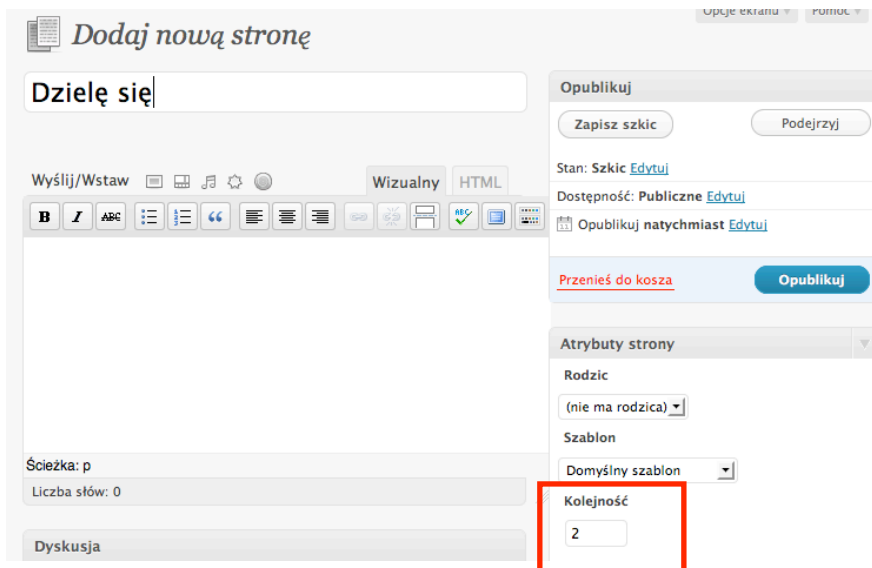 Opcje ekranu Pomoc
Dodaj nową stronę
Dzielę się
Wyślij/Wstaw
Wizualny HTML
B I ABC ABC
Ścieżka: p
Liczba słów: 0
Dyskusja
Opublikuj
Zapisz szkic Podejrzyj
Stan: Szkic Edytuj
Dostępność: Publiczne Edytuj
11 Opublikuj natychmiast Edytuj
Przenieś do kosza Opublikuj
Atrybuty strony
Rodzic
(nie ma rodzica)
Szablon
Domyślny szablon
Kolejność
2